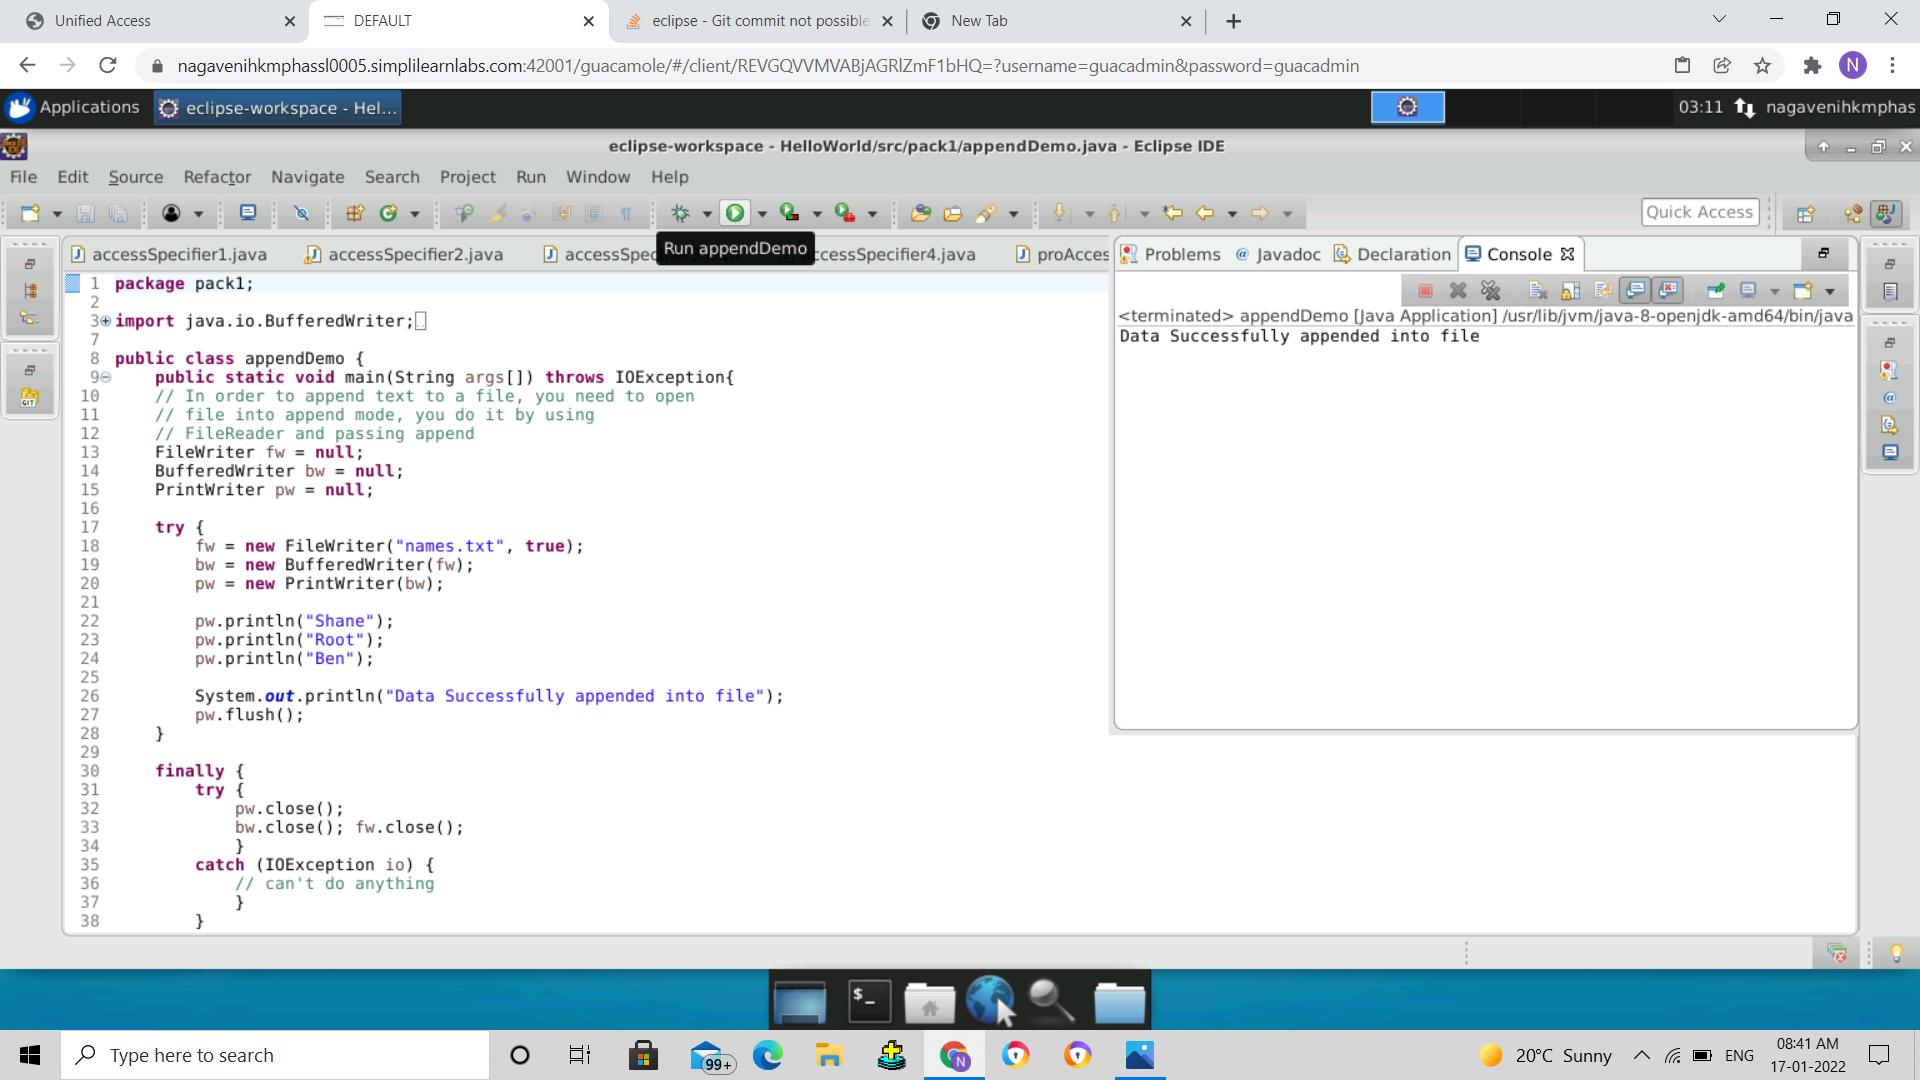 Unified Access
DEFAULT
eclipse - Git commit not possible
New Tab
nagavenihkmphassl0005.simplilearnlabs.com:42001/guacamole/#/client/REVGQVVMVABjAGRlZmF1bHQ=?username=guacadmin&password=guacadmin
N
Applications
eclipse-workspace - Hel...
03:11
nagavenihkmphas
eclipse-workspace - HelloWorld/src/pack1/appendDemo.java - Eclipse IDE
File Edit Source Refactor Navigate Search Project Run Window Help
Quick Access
Run appendDemo
accessSpecifier1.java
accessSpecifier2.java
accessSpec
ccessSpecifier4.java
proAcces
1 package pack1;
2
3 import java.io.BufferedWriter;
7
8 public class appendDemo {
9 public static void main(String args[]) throws IOException{
10 // In order to append text to a file, you need to open
11 // file into append mode, you do it by using
12 // FileReader and passing append
13 FileWriter fw = null;
14 BufferedWriter bw = null;
15 PrintWriter pw = null;
16
17 try {
18 fw = new FileWriter("names.txt", true);
19 bw = new BufferedWriter(fw);
20 pw = new PrintWriter(bw);
21
22 pw.println("Shane");
23 pw.println("Root");
24 pw.println("Ben");
25
26 System.out.println("Data Successfully appended into file");
27 pw.flush();
28 }
29
30 finally {
31 try {
32 pw.close();
33 bw.close(); fw.close();
34 }
35 catch (IOException io) {
36 // can't do anything
37 }
38 }
Problems
@ Javadoc
Declaration
Console
<terminated> appendDemo [Java Application] /usr/lib/jvm/java-8-openjdk-amd64/bin/java
Data Successfully appended into file
GIT
@
$_
Type here to search
99+
N
20°C Sunny
ENG
08:41 AM
17-01-2022